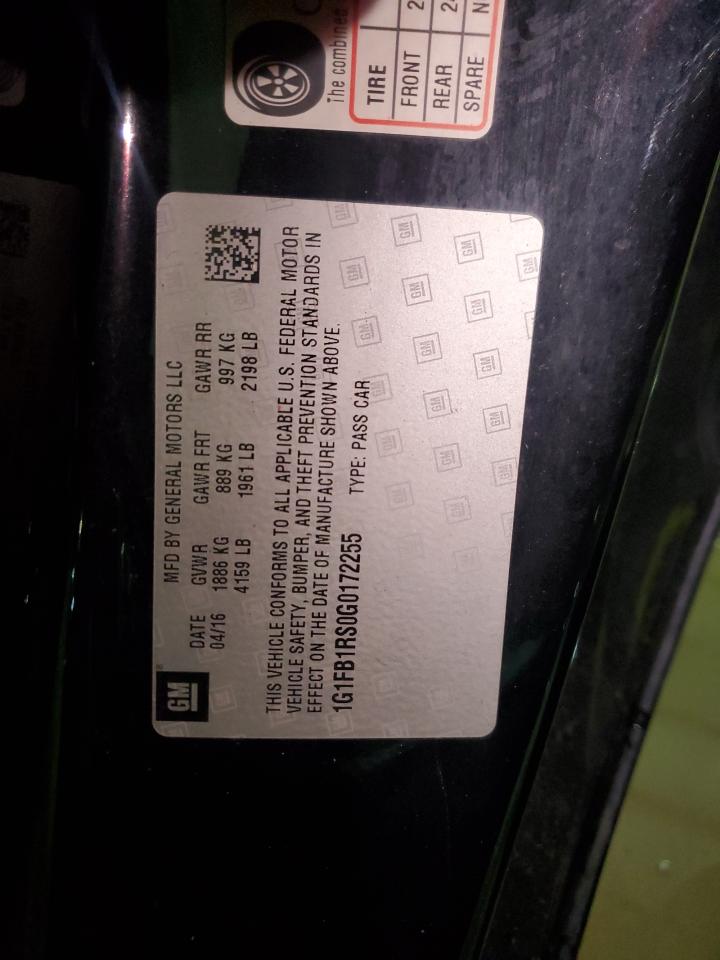 GM
MFD BY GENERAL MOTORS LLC
DATE GVWR GAWR FRT GAWR RR
04/16 1886 KG 889 KG 997 KG
4159 LB 1961 LB 2198 LB
THIS VEHICLE CONFORMS TO ALL APPLICABLE U.S. FEDERAL MOTOR
VEHICLE SAFETY, BUMPER, AND THEFT PREVENTION STANDARDS IN
EFFECT ON THE DATE OF MANUFACTURE SHOWN ABOVE.
1G1FB1RS0G0172255 TYPE: PASS CAR
The combined
TIRE
FRONT
REAR
SPARE